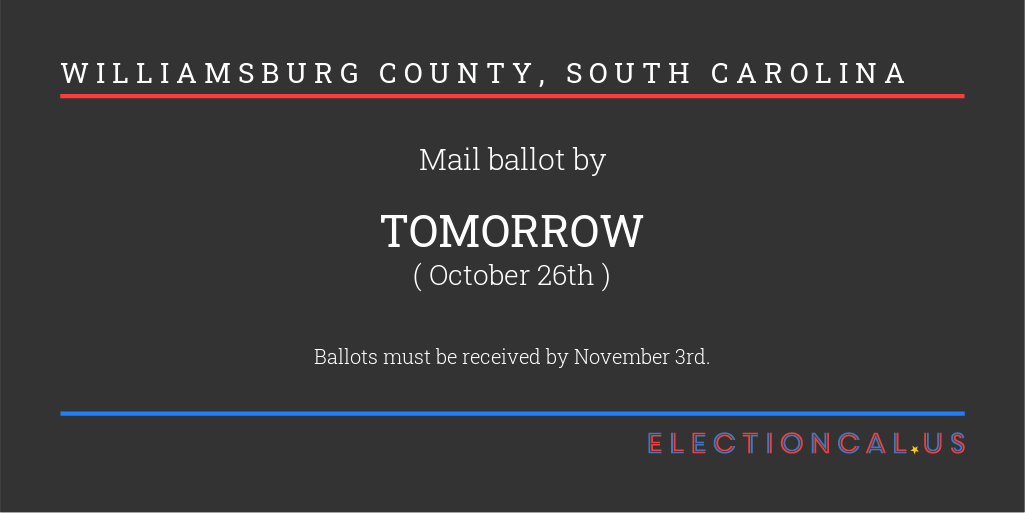 WILLIAMSBURG COUNTY, SOUTH CAROLINA
Mail ballot by
TOMORROW
( October 26th )
Ballots must be received by November 3rd.
ELECTIONCAL.US